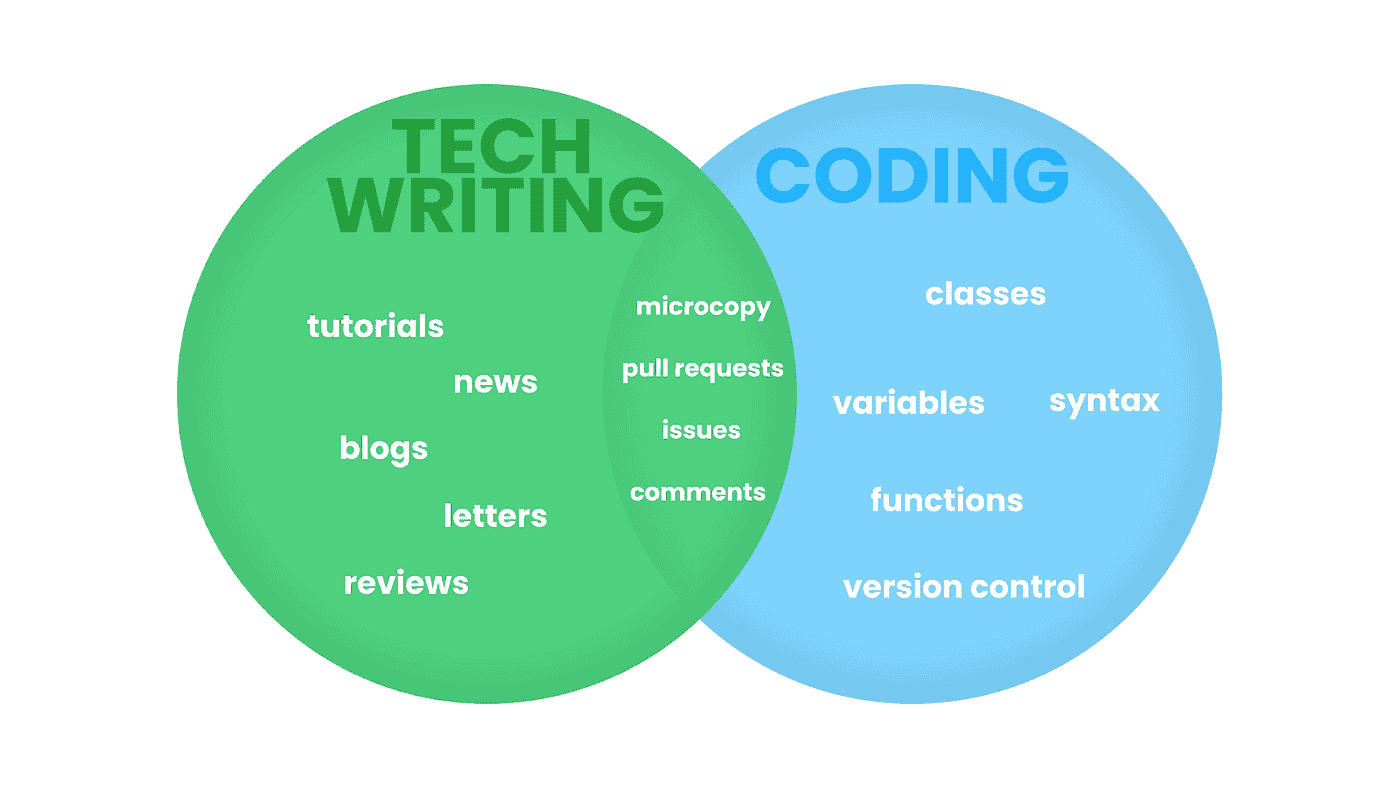 TECH
WRITING
tutorials
news
blogs
letters
reviews
microcopy
pull requests
issues
comments
CODING
classes
variables
syntax
functions
version control